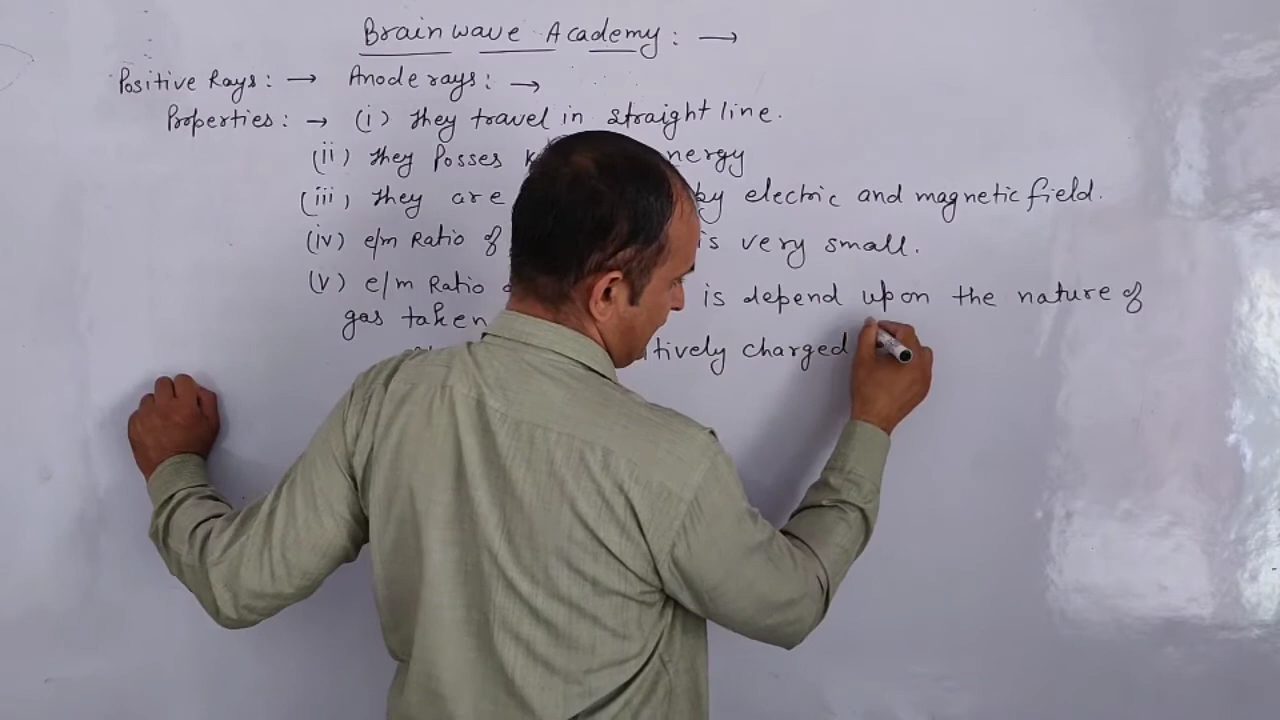 Brainwave Academy: →
Positive Rays: → Anode rays: →
Properties: → (i) They travel in straight line.
(ii) They Posses nergy
(iii) They are by electric and magnetic field.
(iv) e/m Ratio of is very small.
(v) e/m Ratio is depend upon the nature of
gas taken
tively charged